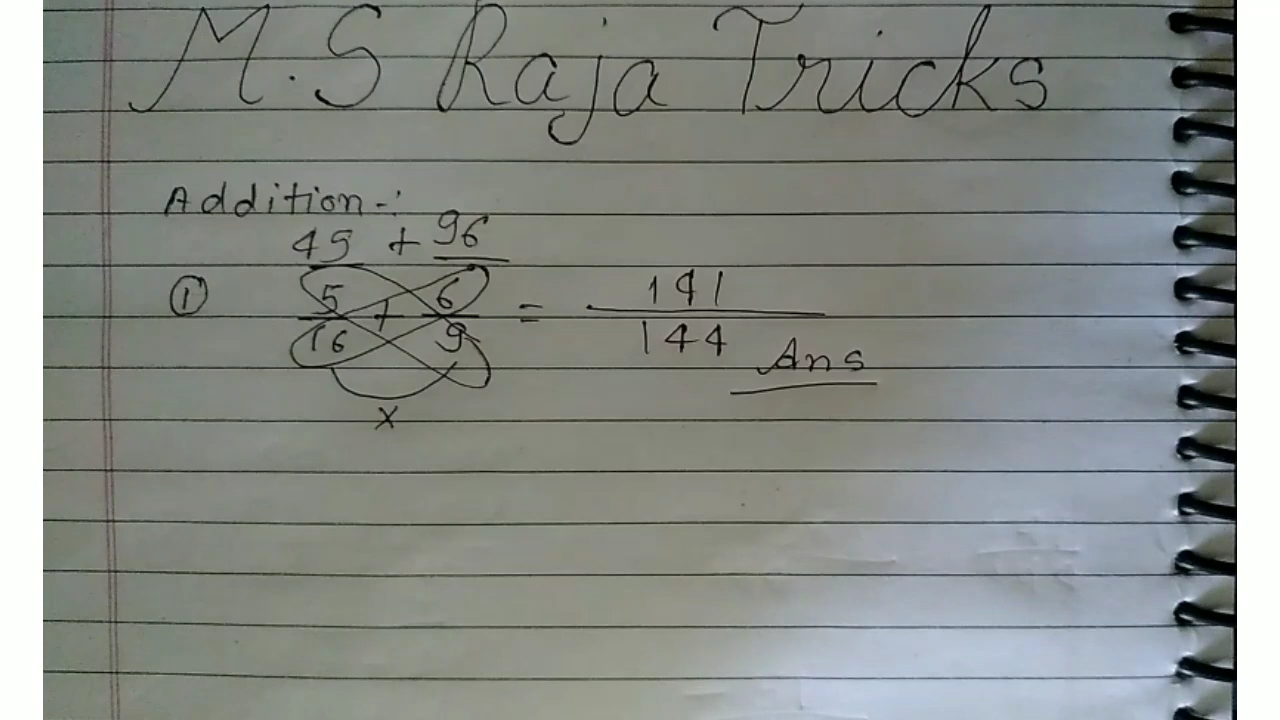 M.S Raja Tricks
Addition -:
45 + 96
① 5/16 + 6/9 = 141/144 Ans
x